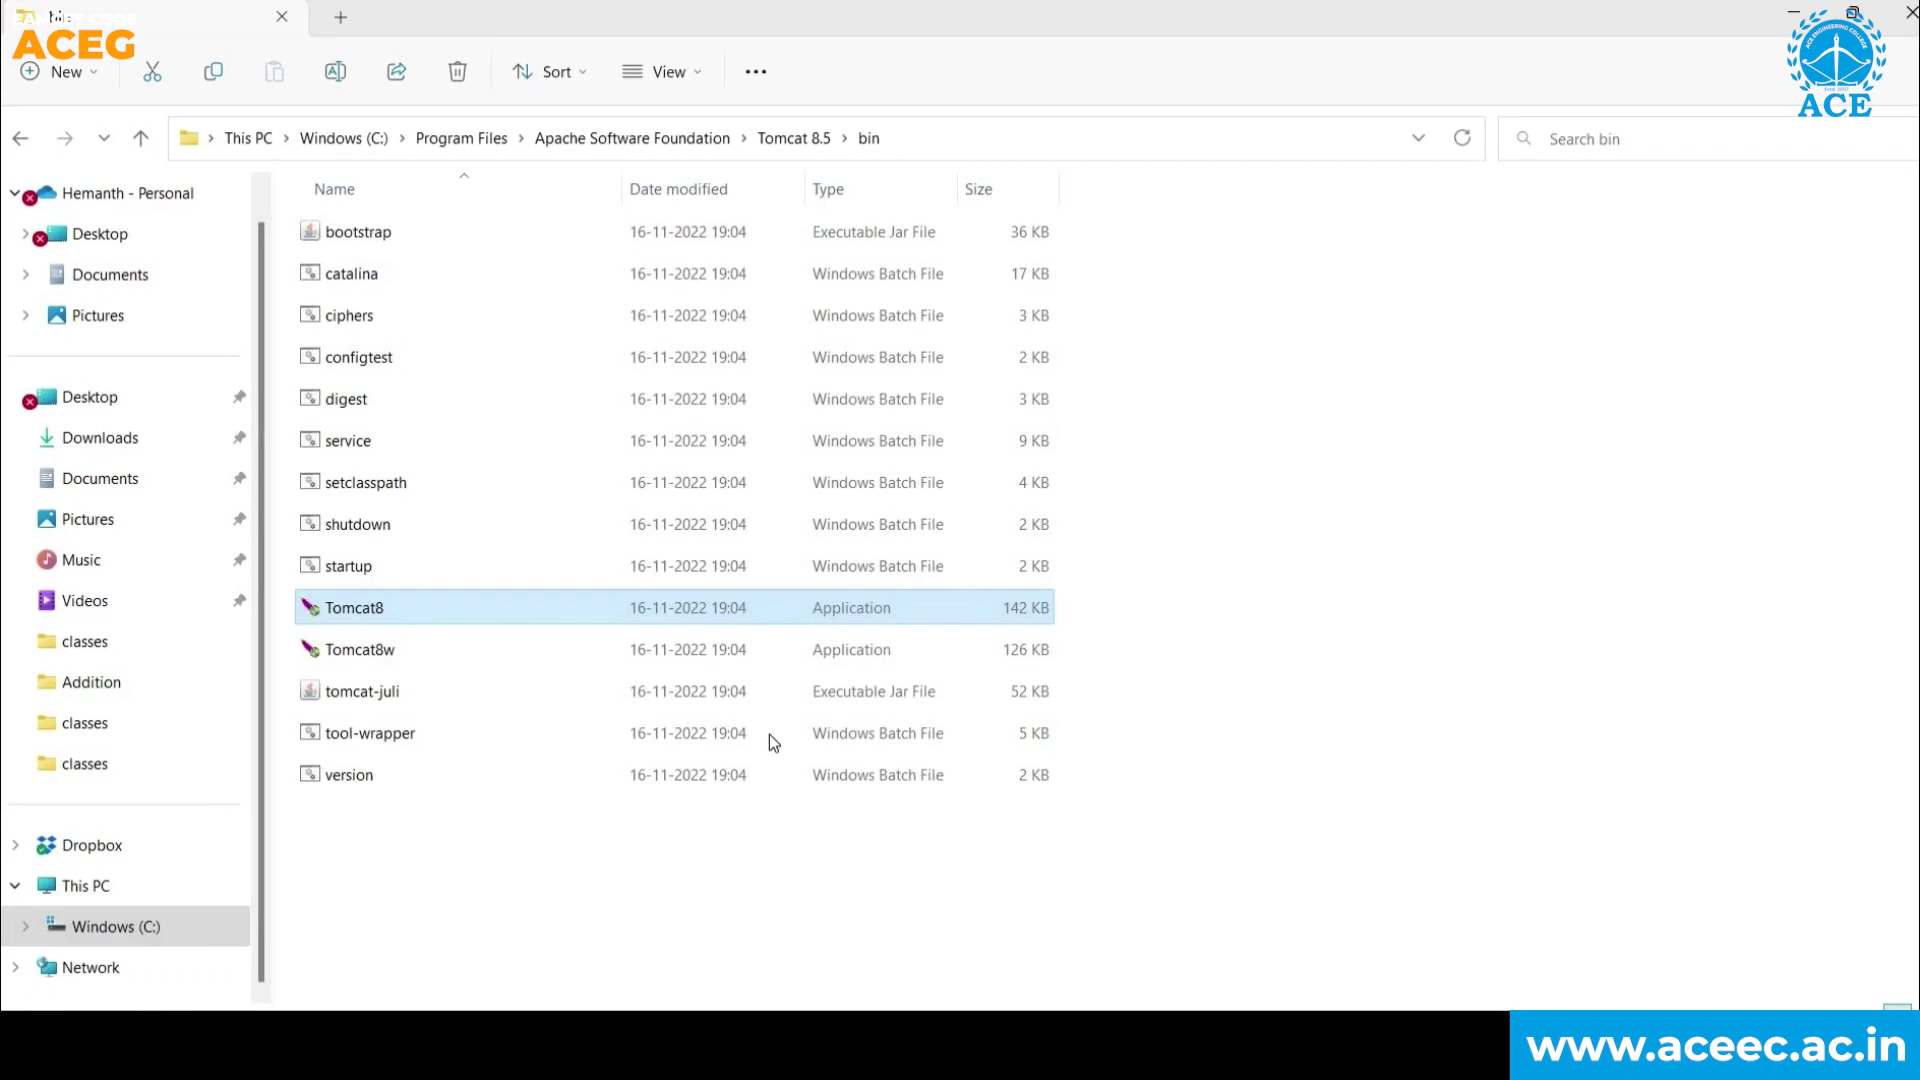 EAMCET CODE
ACEG
New
Sort
View
ACE ENGINEERING COLLEGE
ACE
This PC > Windows (C:) > Program Files > Apache Software Foundation > Tomcat 8.5 > bin
Search bin
Name Date modified Type Size
Hemanth - Personal
Desktop
Documents
Pictures
Desktop
Downloads
Documents
Pictures
Music
Videos
classes
Addition
classes
classes
Dropbox
This PC
Windows (C:)
Network
bootstrap 16-11-2022 19:04 Executable Jar File 36 KB
catalina 16-11-2022 19:04 Windows Batch File 17 KB
ciphers 16-11-2022 19:04 Windows Batch File 3 KB
configtest 16-11-2022 19:04 Windows Batch File 2 KB
digest 16-11-2022 19:04 Windows Batch File 3 KB
service 16-11-2022 19:04 Windows Batch File 9 KB
setclasspath 16-11-2022 19:04 Windows Batch File 4 KB
shutdown 16-11-2022 19:04 Windows Batch File 2 KB
startup 16-11-2022 19:04 Windows Batch File 2 KB
Tomcat8 16-11-2022 19:04 Application 142 KB
Tomcat8w 16-11-2022 19:04 Application 126 KB
tomcat-juli 16-11-2022 19:04 Executable Jar File 52 KB
tool-wrapper 16-11-2022 19:04 Windows Batch File 5 KB
version 16-11-2022 19:04 Windows Batch File 2 KB
www.aceec.ac.in